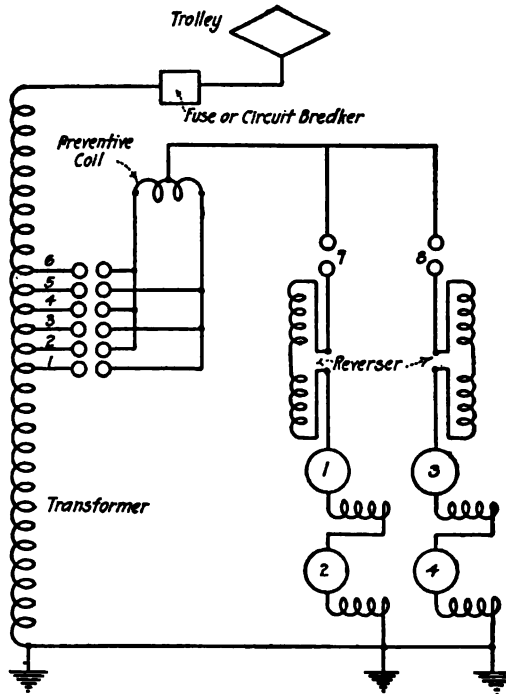 Trolley
Fuse or Circuit Bredker
Preventive
Coil
6
5
4
3
2
1
7
8
Reverser
1
3
Transformer
2
4